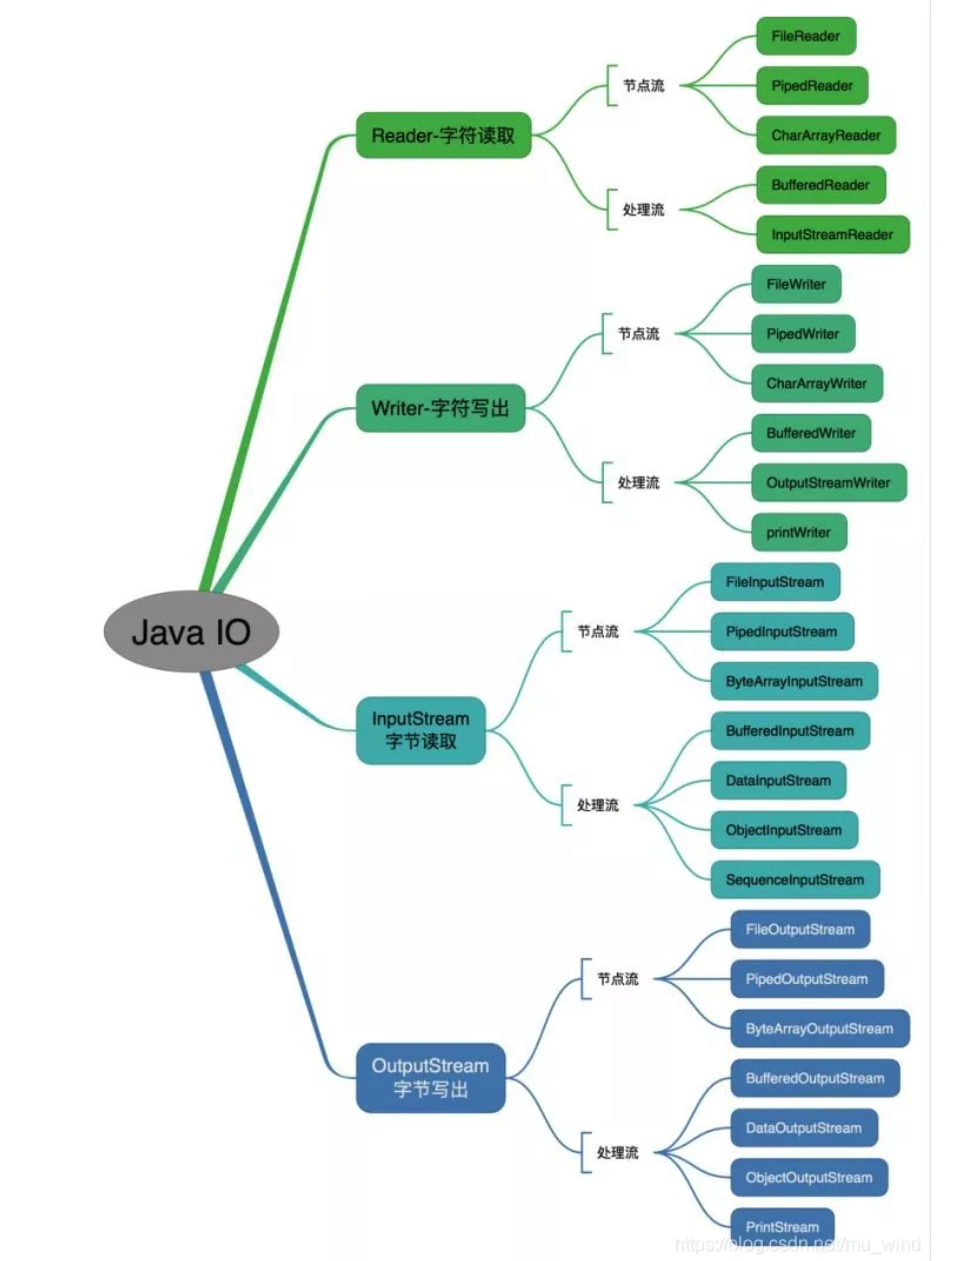 Java IO
Reader-字符读取
节点流
FileReader
PipedReader
CharArrayReader
处理流
BufferedReader
InputStreamReader
Writer-字符写出
节点流
FileWriter
PipedWriter
CharArrayWriter
处理流
BufferedWriter
OutputStreamWriter
printWriter
InputStream
字节读取
节点流
FileInputStream
PipedInputStream
ByteArrayInputStream
处理流
BufferedInputStream
DataInputStream
ObjectInputStream
SequenceInputStream
OutputStream
字节写出
节点流
FileOutputStream
PipedOutputStream
ByteArrayOutputStream
处理流
BufferedOutputStream
DataOutputStream
ObjectOutputStream
PrintStream
https://blog.csdn.net/mu_wind